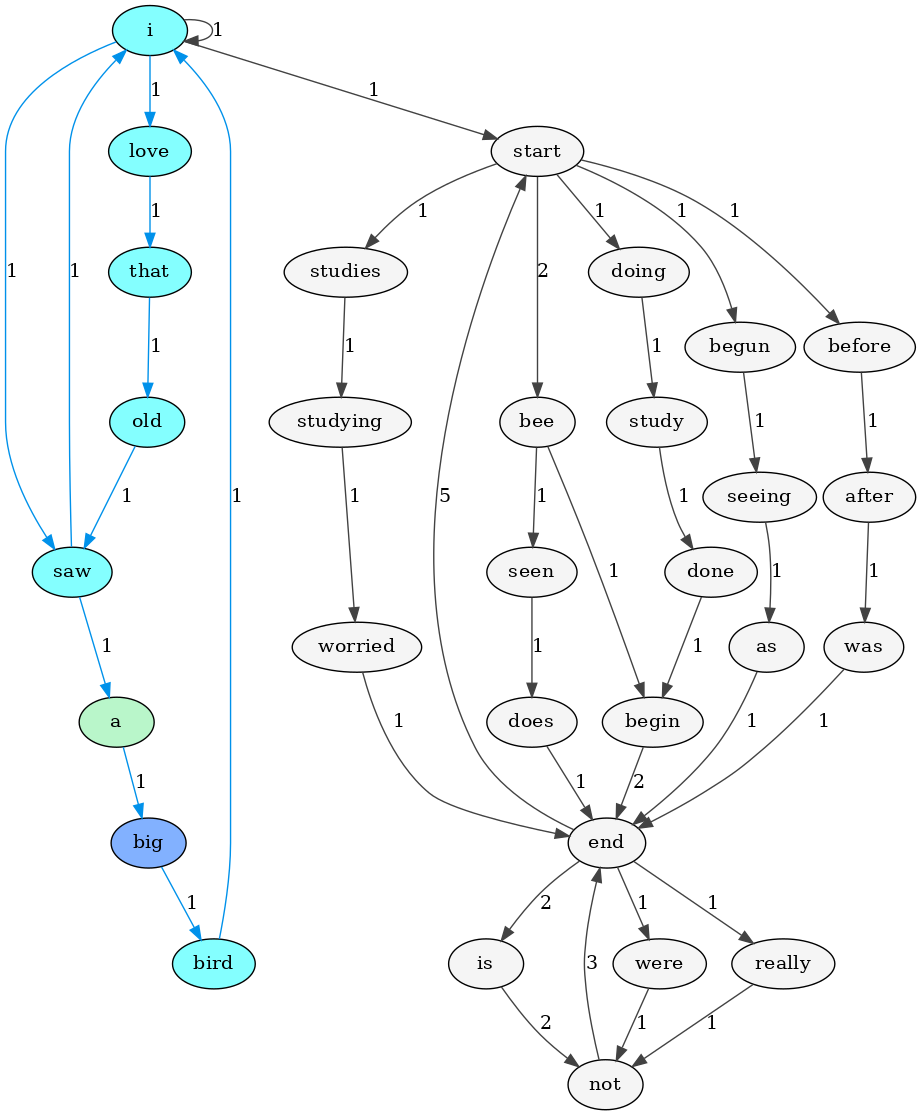 i 1
1 1
love start
1 1 1 1 1 1
that studies doing
1 1 2 1
begun before
1 1
old studying bee study
1 1 5 1 1 1 1
seeing after
saw seen done
1 1 1 1 1
worried as was
a does begin
1 1 1 2 1 1
big end
1 2 1 1
bird is were really
2 3 1 1
not